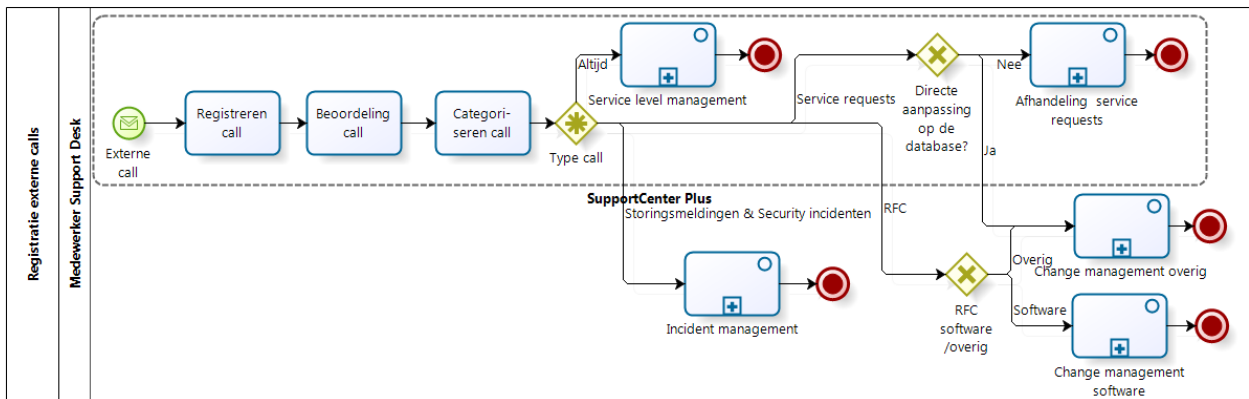 Registratie externe calls
Medewerker Support Desk
Externe
call
Registreren
call
Beoordeling
call
Categori-
seren call
Type call
Altijd
Service level management
Service requests
Directe
aanpassing
op de
database?
Nee
Afhandeling service
requests
Ja
SupportCenter Plus
Storingsmeldingen & Security incidenten
RFC
Incident management
RFC
software
/overig
Overig
Change management overig
Software
Change management
software